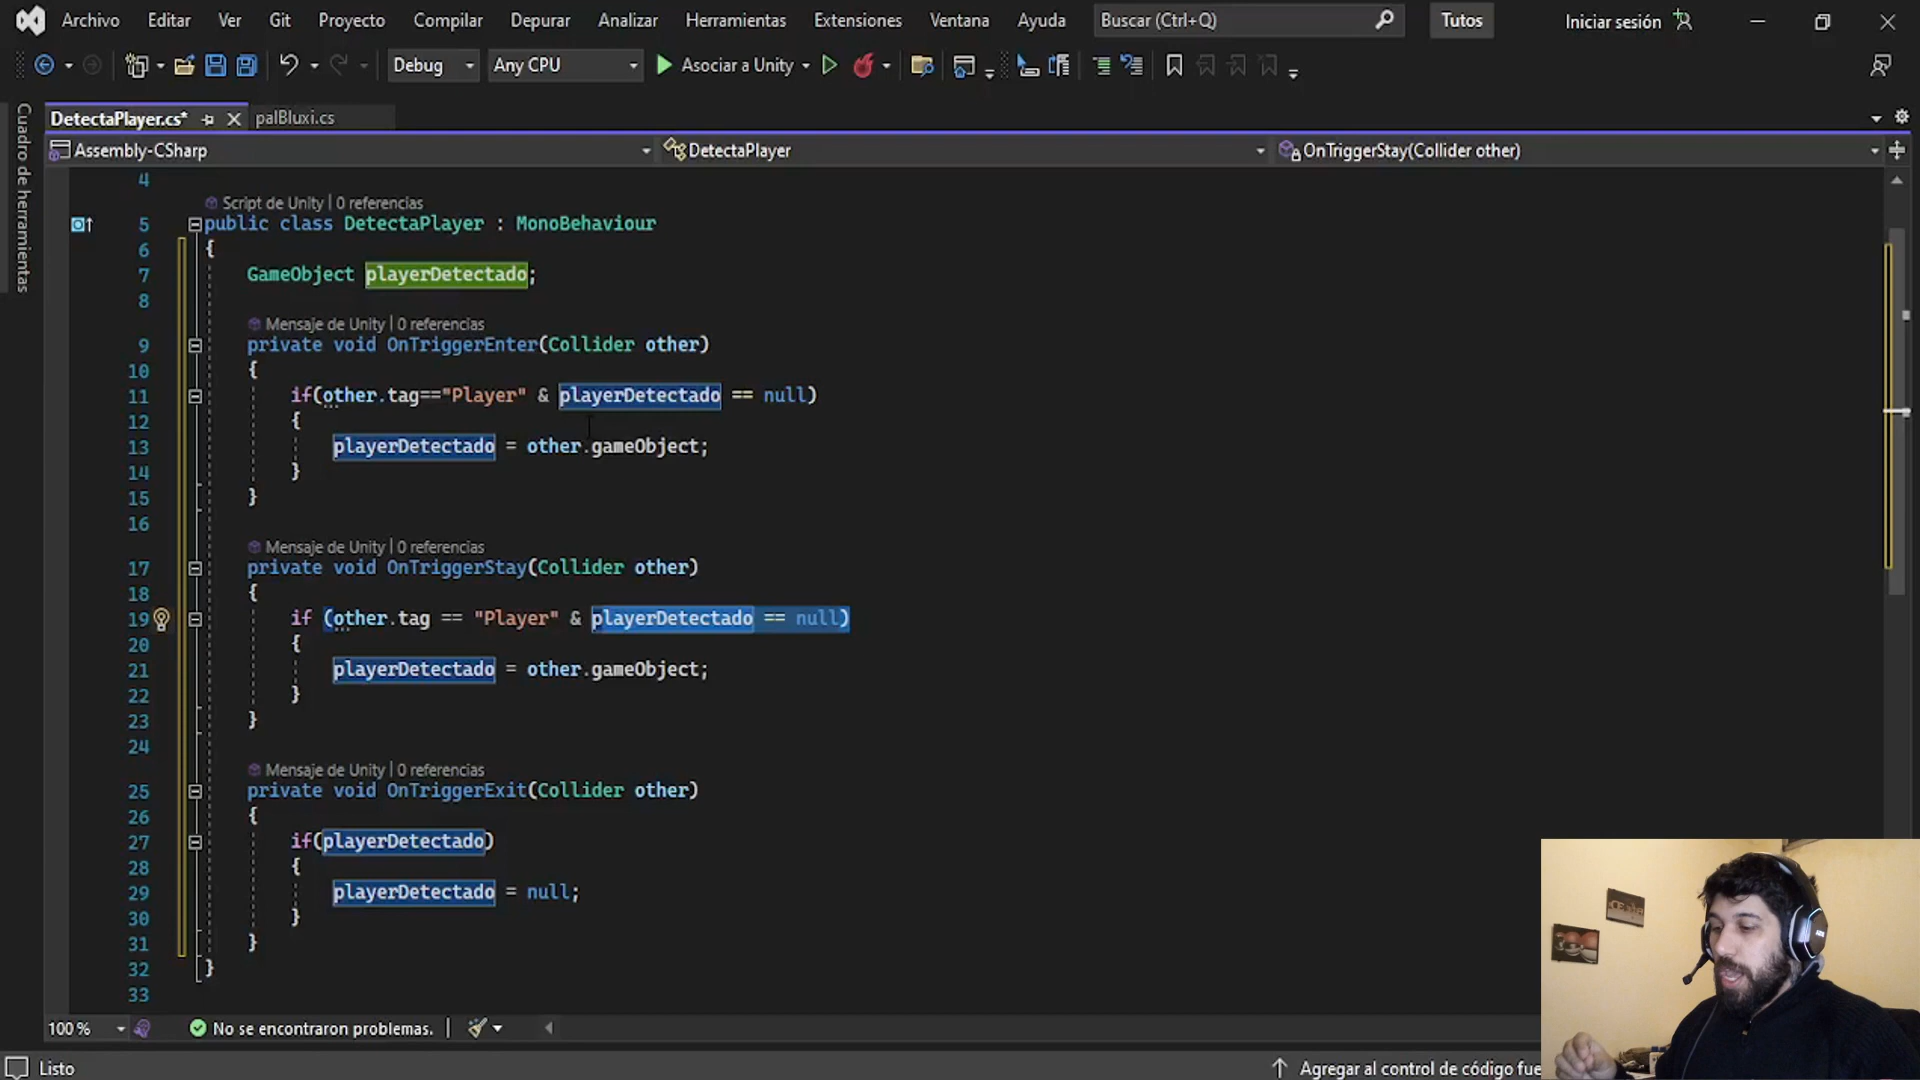 Archivo Editar Ver Git Proyecto Compilar Depurar Analizar Herramientas Extensiones Ventana Ayuda Buscar (Ctrl+Q) Tutos Iniciar sesión
Debug Any CPU Asociar a Unity
Cuadro de herramientas
DetectaPlayer.cs* palBluxi.cs
Assembly-CSharp DetectaPlayer OnTriggerStay(Collider other)
4
Script de Unity | 0 referencias
5 public class DetectaPlayer : MonoBehaviour
6 {
7 GameObject playerDetectado;
8
Mensaje de Unity | 0 referencias
9 private void OnTriggerEnter(Collider other)
10 {
11 if(other.tag=="Player" & playerDetectado == null)
12 {
13 playerDetectado = other.gameObject;
14 }
15 }
16
Mensaje de Unity | 0 referencias
17 private void OnTriggerStay(Collider other)
18 {
19 if (other.tag == "Player" & playerDetectado == null)
20 {
21 playerDetectado = other.gameObject;
22 }
23 }
24
Mensaje de Unity | 0 referencias
25 private void OnTriggerExit(Collider other)
26 {
27 if(playerDetectado)
28 {
29 playerDetectado = null;
30 }
31 }
32 }
33
100 % No se encontraron problemas.
Listo Agregar al control de código fue